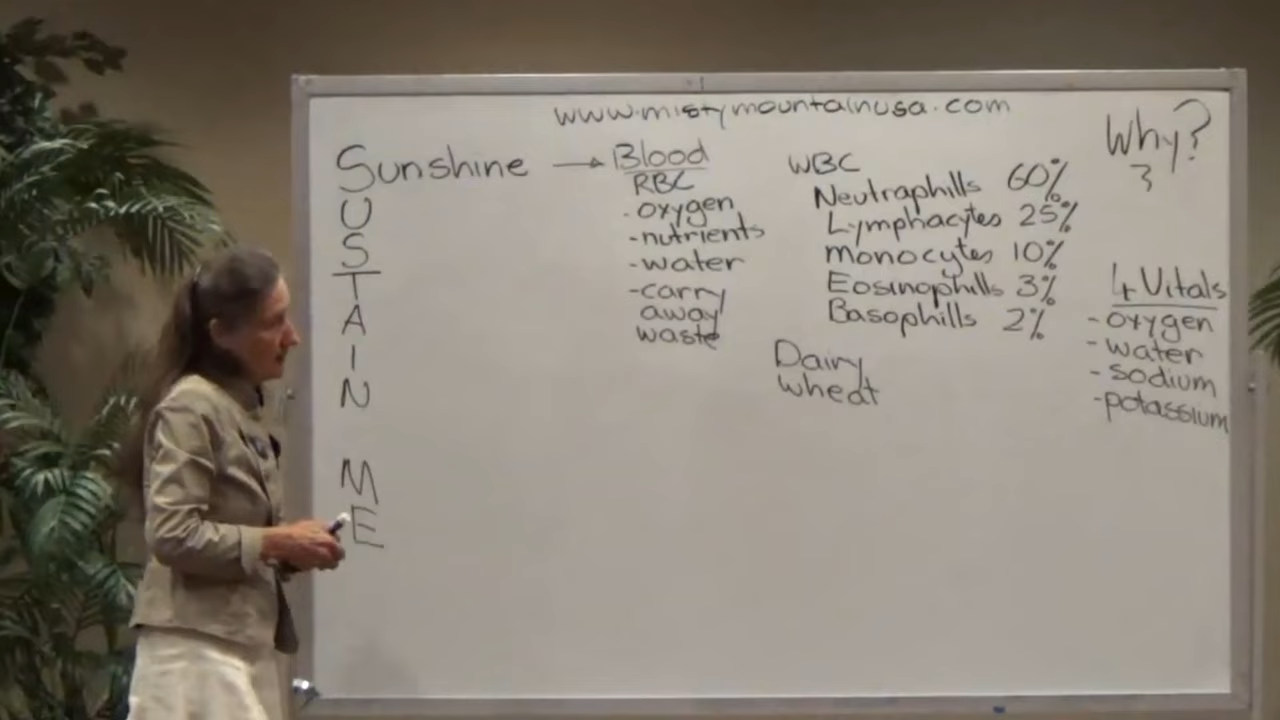 www.mistymountainusa.com
Sunshine → Blood
U
S
T
A
I
N
M
E
RBC
- oxygen
- nutrients
- water
- carry
away
waste
WBC
Neutraphills 60%
Lymphacytes 25%
monocytes 10%
Eosinophills 3%
Basophills 2%
Dairy
wheat
Why?
3
4 Vitals
- oxygen
- water
- sodium
- potassium